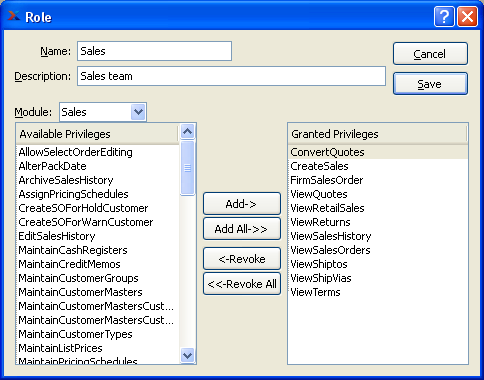 Role
Name: Sales
Cancel
Description: Sales team
Save
Module: Sales
Available Privileges
AllowSelectOrderEditing
AlterPackDate
ArchiveSalesHistory
AssignPricingSchedules
CreateSOForHoldCustomer
CreateSOForWarnCustomer
EditSalesHistory
MaintainCashRegisters
MaintainCreditMemos
MaintainCustomerGroups
MaintainCustomerMasters
MaintainCustomerMastersCust...
MaintainCustomerMastersCust...
MaintainCustomerTypes
MaintainListPrices
MaintainPricingSchedules
Add->
Add All->>
<-Revoke
<<-Revoke All
Granted Privileges
ConvertQuotes
CreateSales
FirmSalesOrder
ViewQuotes
ViewRetailSales
ViewReturns
ViewSalesHistory
ViewSalesOrders
ViewShiptos
ViewShipVias
ViewTerms